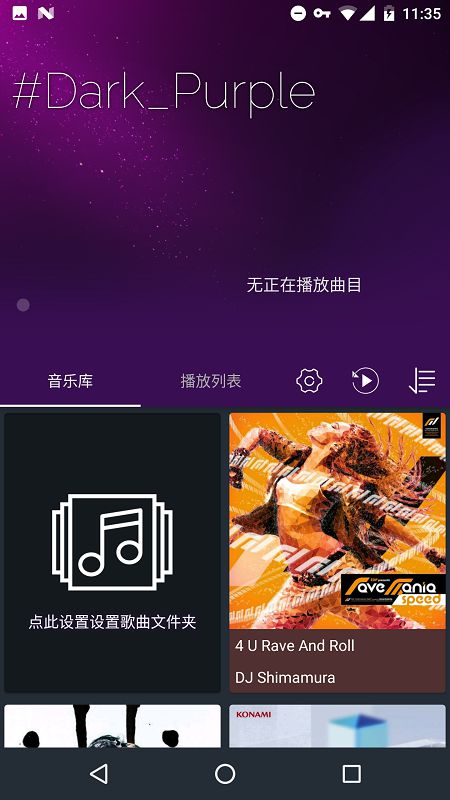 11:35
#Dark_Purple
无正在播放曲目
音乐库
播放列表
点此设置设置歌曲文件夹
EDP presents
Rave Mania
speed
4 U Rave And Roll
DJ Shimamura
KONAMI